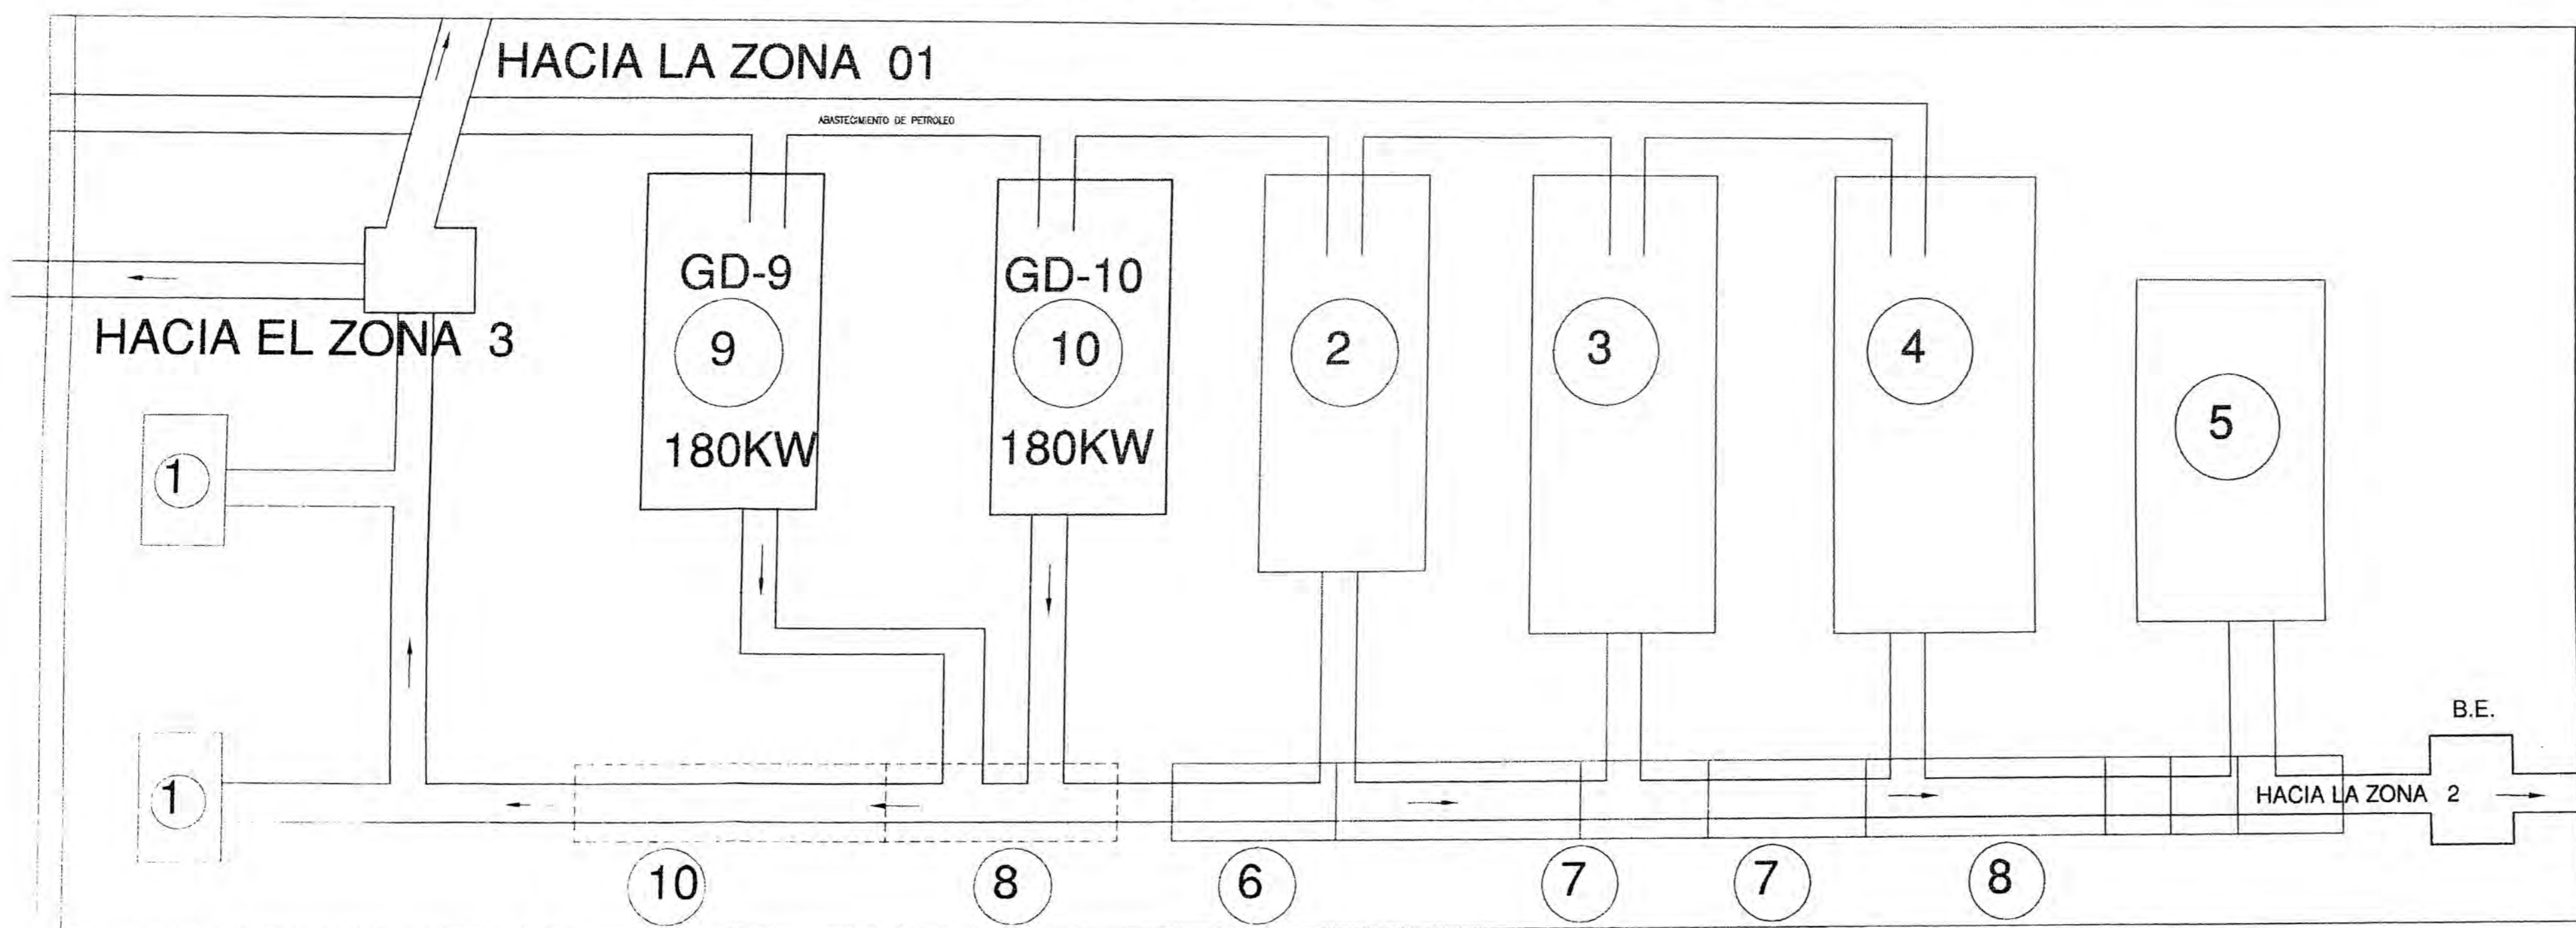 HACIA LA ZONA 01
ABASTECIMIENTO DE PETROLEO
GD-9
GD-10
HACIA EL ZONA 3
9
10
2
3
4
5
180KW
180KW
1
B.E.
1
HACIA LA ZONA 2
10
8
6
7
7
8